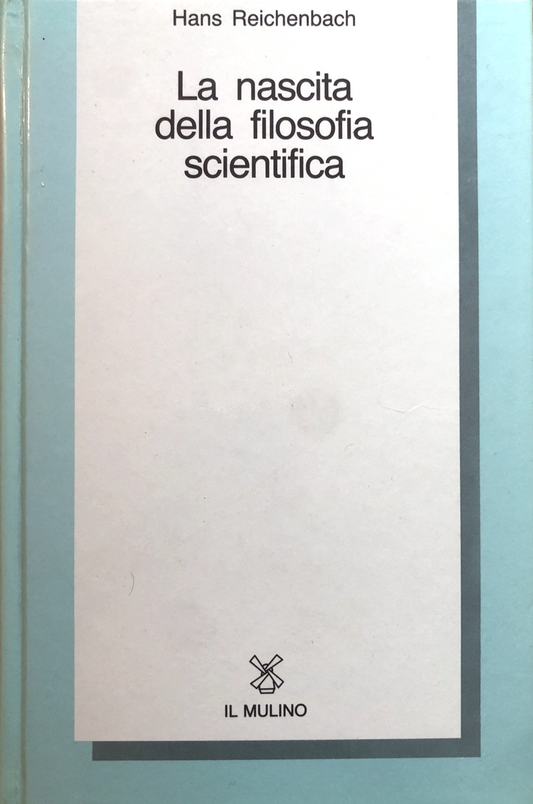 Hans Reichenbach
La nascita
della filosofia
scientifica
IL MULINO